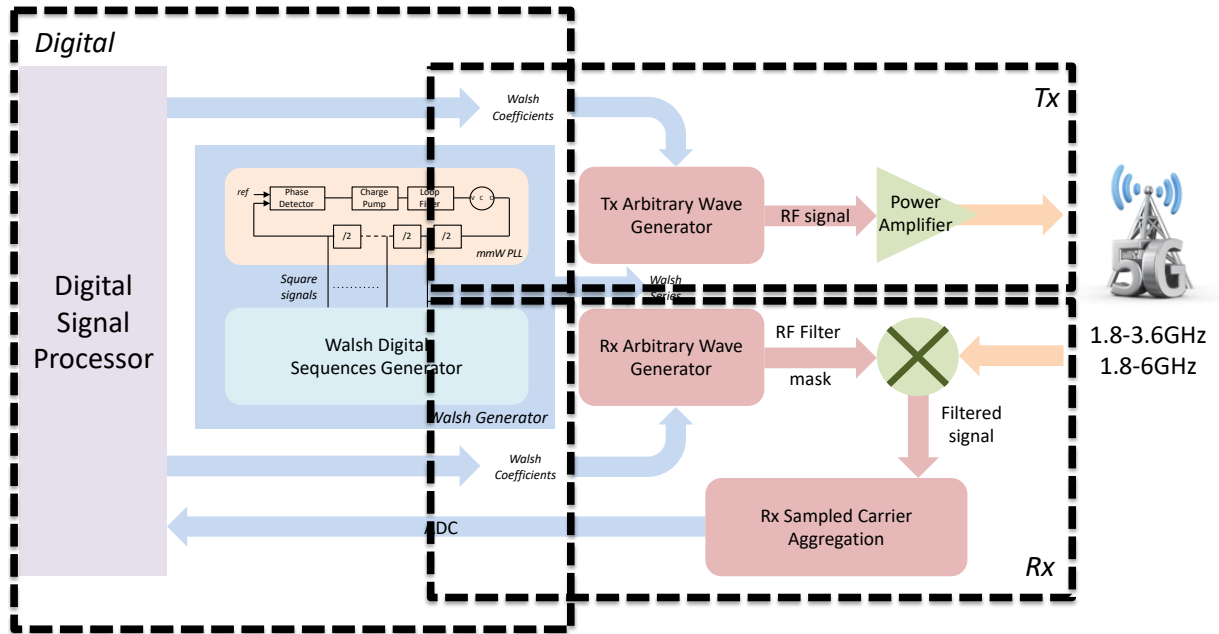 Digital
Tx
Walsh
Coefficients
ref
Phase
Detector
Charge
Pump
Loop
Filter
V C O
/2
/2
/2
mmW PLL
Square
signals
Walsh Digital
Sequences Generator
Walsh Generator
Digital
Signal
Processor
Tx Arbitrary Wave
Generator
RF signal
Power
Amplifier
Walsh
Series
5G
1.8-3.6GHz
1.8-6GHz
Rx Arbitrary Wave
Generator
RF Filter
mask
Filtered
signal
Walsh
Coefficients
ADC
Rx Sampled Carrier
Aggregation
Rx